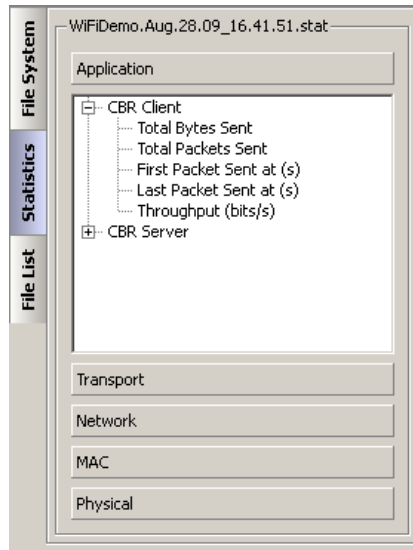 File System
Statistics
File List
WiFiDemo.Aug.28.09_16.41.51.stat
Application
CBR Client
Total Bytes Sent
Total Packets Sent
First Packet Sent at (s)
Last Packet Sent at (s)
Throughput (bits/s)
CBR Server
Transport
Network
MAC
Physical